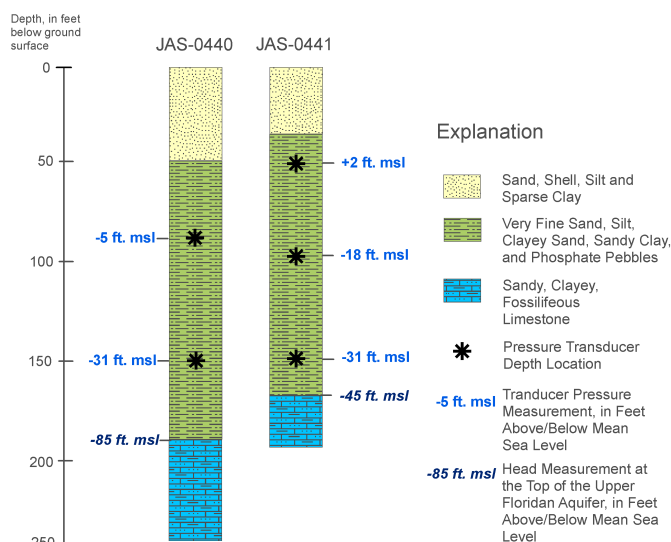 Depth, in feet
below ground
surface
JAS-0440
JAS-0441
0
50
100
150
200
250
-5 ft. msl
-31 ft. msl
-85 ft. msl
+2 ft. msl
-18 ft. msl
-31 ft. msl
-45 ft. msl
Explanation
Sand, Shell, Silt and
Sparse Clay
Very Fine Sand, Silt,
Clayey Sand, Sandy Clay,
and Phosphate Pebbles
Sandy, Clayey,
Fossilifeous
Limestone
Pressure Transducer
Depth Location
-5 ft. msl
Tranducer Pressure
Measurement, in Feet
Above/Below Mean
Sea Level
-85 ft. msl
Head Measurement at
the Top of the Upper
Floridan Aquifer, in Feet
Above/Below Mean Sea
Level